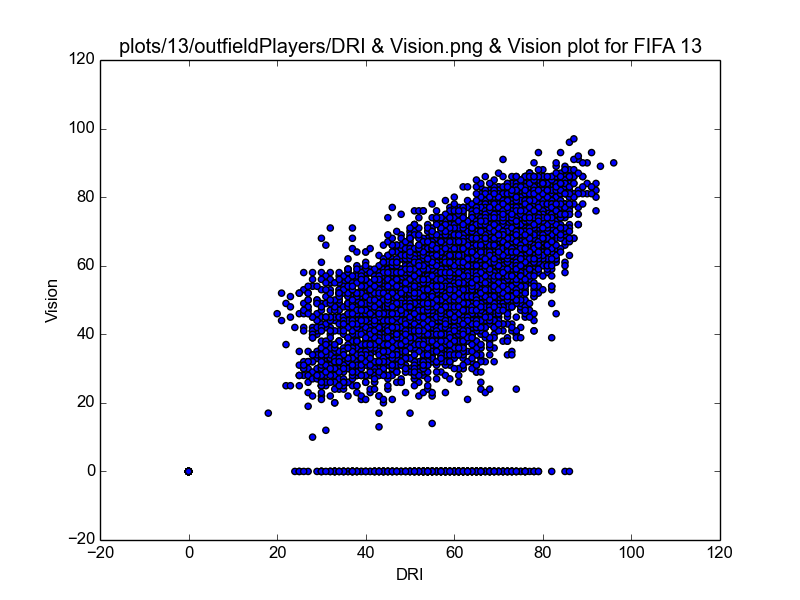 plots/13/outfieldPlayers/DRI & Vision.png & Vision plot for FIFA 13
120
100
80
60
40
20
0
−20
Vision
−20 0 20 40 60 80 100 120
DRI